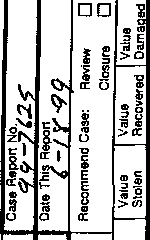 Case Report No.
99-7625
Date This Report
6-18-99
Recommend Case: Review
Closure
Value Stolen
Value Recovered
Value Damaged